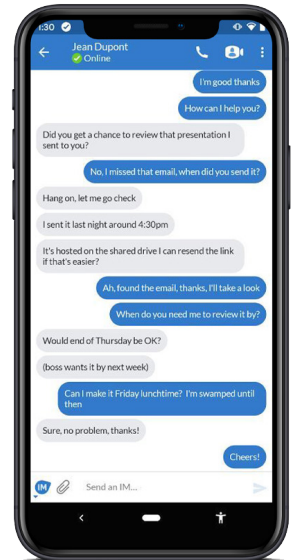 1:30
Jean Dupont
Online
I'm good thanks
How can I help you?
Did you get a chance to review that presentation I
sent to you?
No, I missed that email, when did you send it?
Hang on, let me go check
I sent it last night around 4:30pm
It's hosted on the shared drive I can resend the link
if that's easier?
Ah, found the email, thanks, I'll take a look
When do you need me to review it by?
Would end of Thursday be OK?
(boss wants it by next week)
Can I make it Friday lunchtime? I'm swamped until
then
Sure, no problem, thanks!
Cheers!
IM
Send an IM...